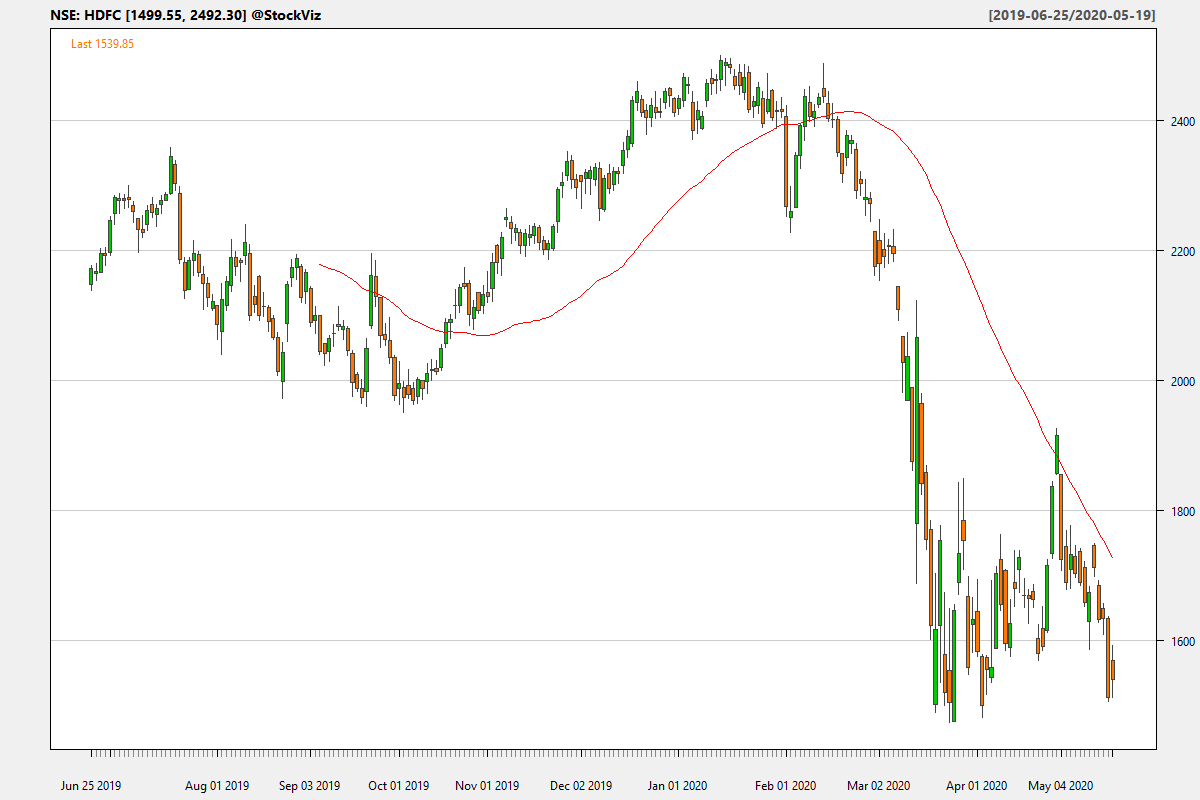 NSE: HDFC [1499.55, 2492.30] @StockViz
[2019-06-25/2020-05-19]
Last 1539.85
2400
2200
2000
1800
1600
Jun 25 2019 Aug 01 2019 Sep 03 2019 Oct 01 2019 Nov 01 2019 Dec 02 2019 Jan 01 2020 Feb 01 2020 Mar 02 2020 Apr 01 2020 May 04 2020